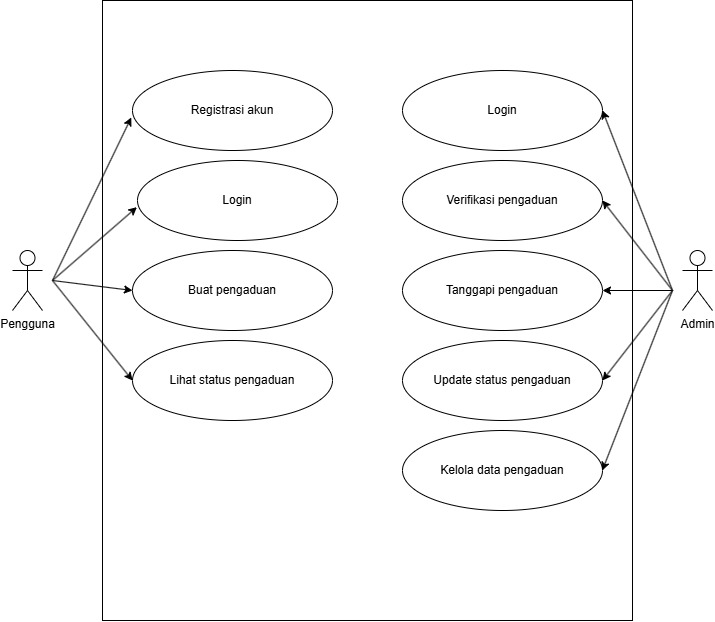 Registrasi akun
Login
Buat pengaduan
Lihat status pengaduan
Pengguna
Login
Verifikasi pengaduan
Tanggapi pengaduan
Update status pengaduan
Kelola data pengaduan
Admin